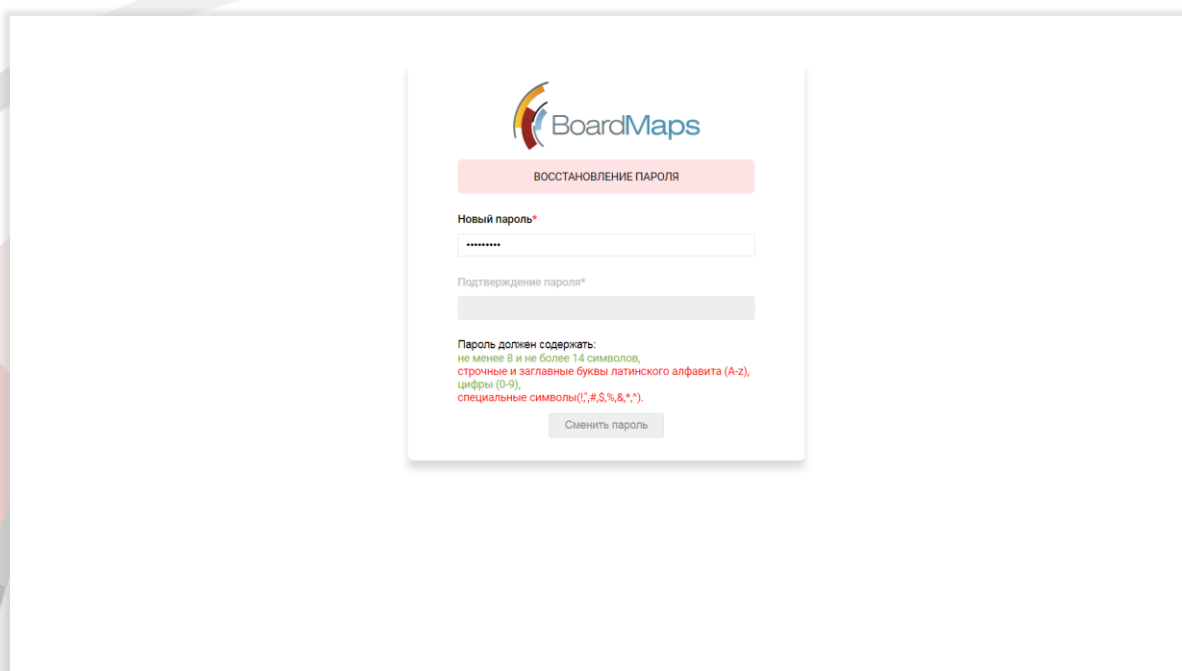 BoardMaps
ВОССТАНОВЛЕНИЕ ПАРОЛЯ
Новый пароль*
•••••••••
Подтверждение пароля*
Пароль должен содержать:
не менее 8 и не более 14 символов,
строчные и заглавные буквы латинского алфавита (A-z),
цифры (0-9),
специальные символы(!,",#,$,%,&,*,^).
Сменить пароль